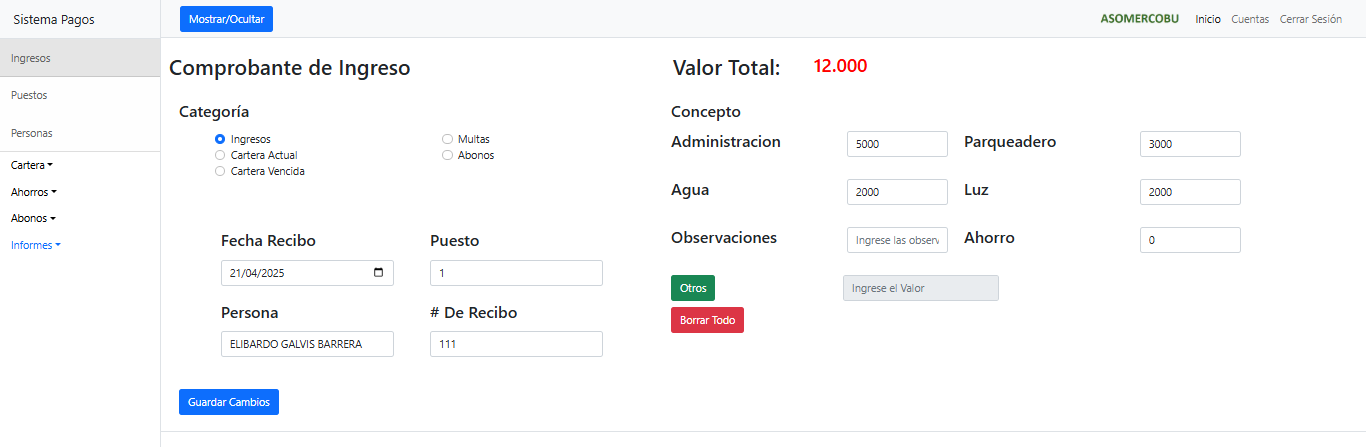 Sistema Pagos
Mostrar/Ocultar
ASOMERCOBU Inicio Cuentas Cerrar Sesión
Ingresos
Puestos
Personas
Cartera
Ahorros
Abonos
Informes
Comprobante de Ingreso
Categoría
Ingresos Multas
Cartera Actual Abonos
Cartera Vencida
Fecha Recibo Puesto
21/04/2025 1
Persona # De Recibo
ELIBARDO GALVIS BARRERA 111
Guardar Cambios
Valor Total: 12.000
Concepto
Administracion 5000 Parqueadero 3000
Agua 2000 Luz 2000
Observaciones Ingrese las observ Ahorro 0
Otros Ingrese el Valor
Borrar Todo